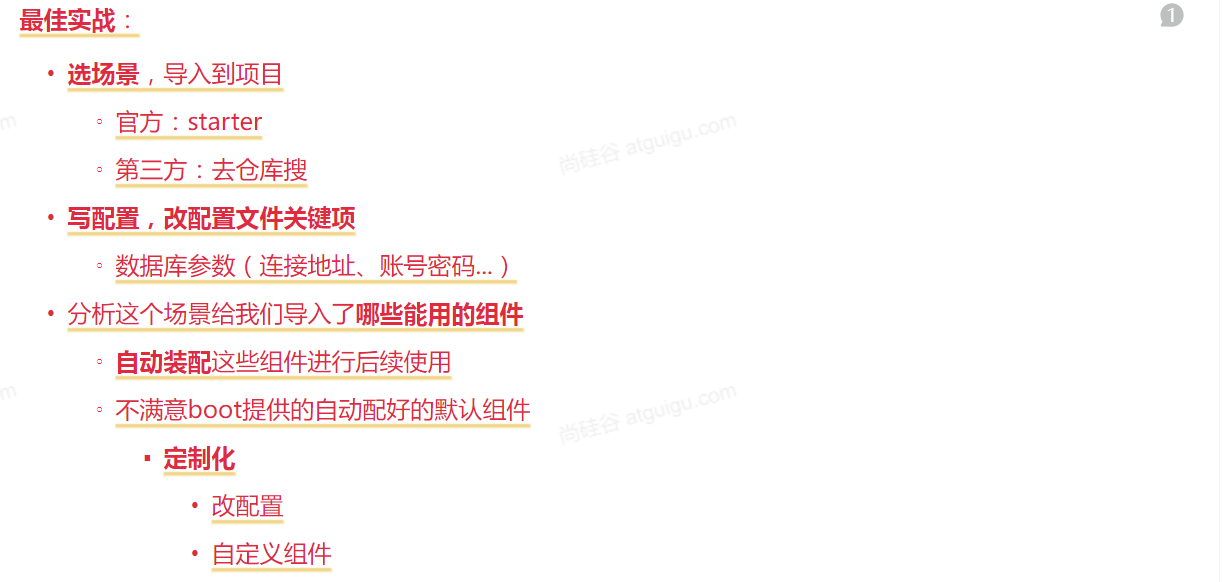 最佳实战：
1
• 选场景，导入到项目
◦ 官方：starter
尚硅谷 atguigu.com
◦ 第三方：去仓库搜
• 写配置，改配置文件关键项
◦ 数据库参数（连接地址、账号密码...）
• 分析这个场景给我们导入了哪些能用的组件
◦ 自动装配这些组件进行后续使用
◦ 不满意boot提供的自动配好的默认组件
尚硅谷 atguigu.com
▪ 定制化
• 改配置
• 自定义组件